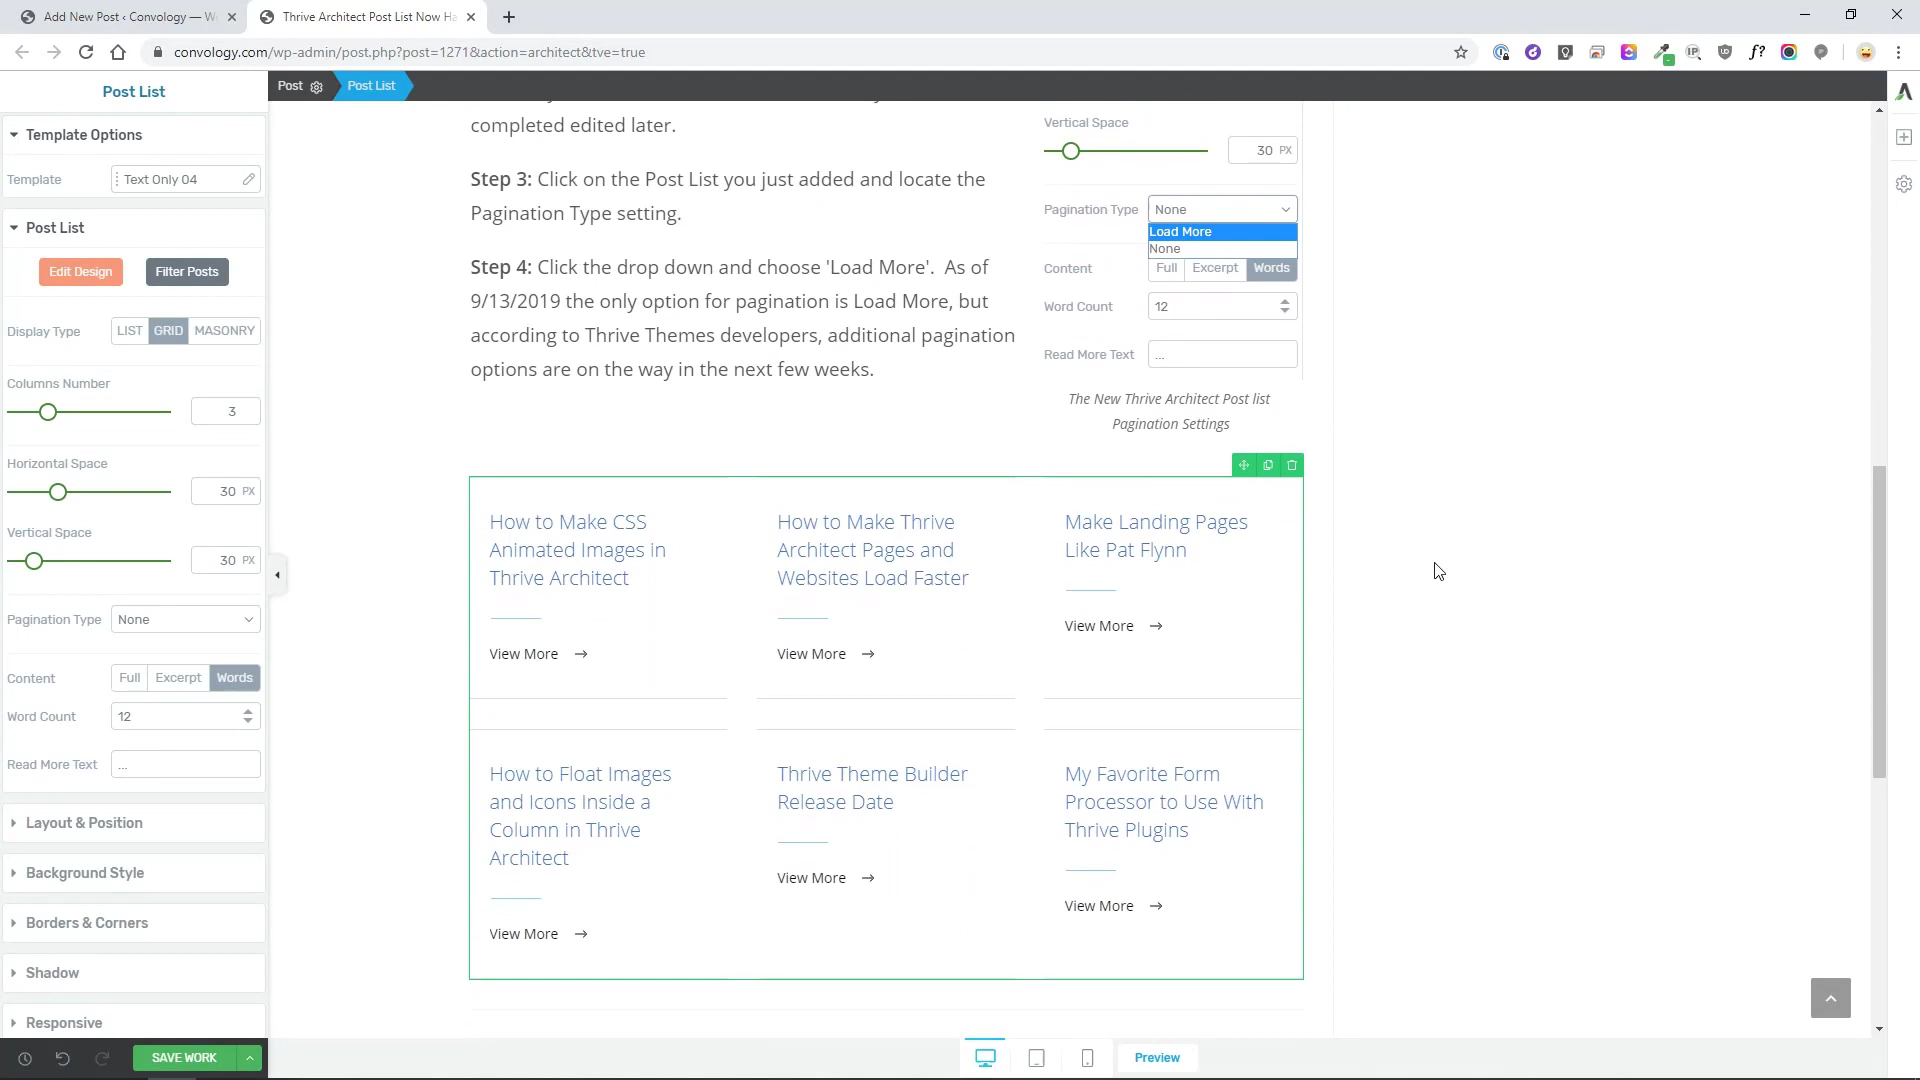 Add New Post ‹ Convology — W
Thrive Architect Post List Now Ha
convology.com/wp-admin/post.php?post=1271&action=architect&tve=true
Post List
Post
Post List
Template Options
Template
Text Only 04
Post List
Edit Design
Filter Posts
Display Type
LIST
GRID
MASONRY
Columns Number
3
Horizontal Space
30 PX
Vertical Space
30 PX
Pagination Type
None
Content
Full
Excerpt
Words
Word Count
12
Read More Text
...
Layout & Position
Background Style
Borders & Corners
Shadow
Responsive
SAVE WORK
completed edited later.
Step 3: Click on the Post List you just added and locate the
Pagination Type setting.
Step 4: Click the drop down and choose 'Load More'.  As of
9/13/2019 the only option for pagination is Load More, but
according to Thrive Themes developers, additional pagination
options are on the way in the next few weeks.
Vertical Space
30 PX
Pagination Type
None
Load More
None
Content
Full
Excerpt
Words
Word Count
12
Read More Text
...
The New Thrive Architect Post list
Pagination Settings
How to Make CSS
Animated Images in
Thrive Architect
View More
How to Make Thrive
Architect Pages and
Websites Load Faster
View More
Make Landing Pages
Like Pat Flynn
View More
How to Float Images
and Icons Inside a
Column in Thrive
Architect
View More
Thrive Theme Builder
Release Date
View More
My Favorite Form
Processor to Use With
Thrive Plugins
View More
Preview